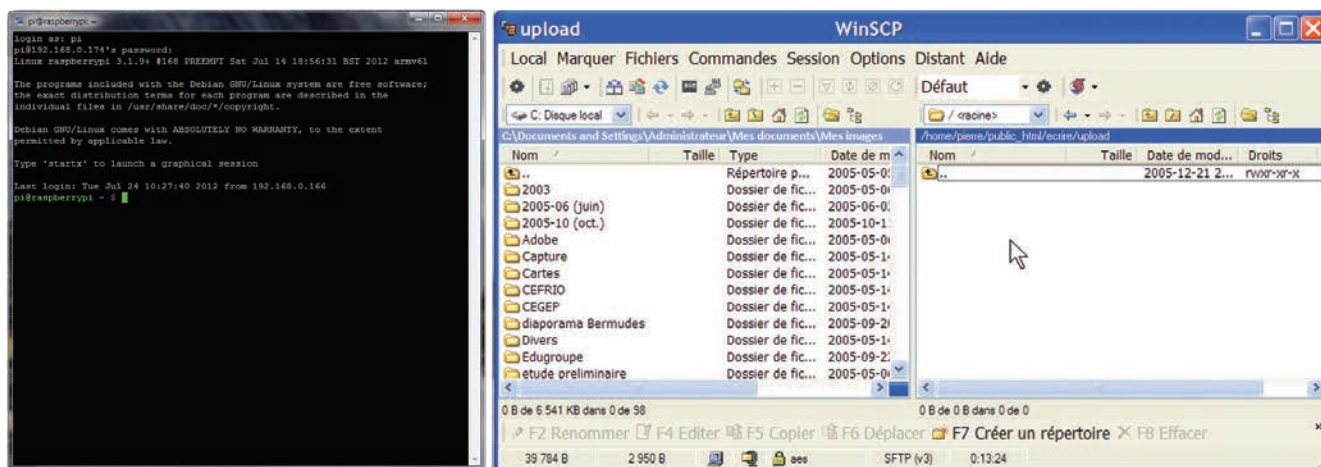 pi@raspberrypi: ~
login as: pi
pi@192.168.0.174's password:
Linux raspberrypi 3.1.9+ #168 PREEMPT Sat Jul 14 18:56:31 BST 2012 armv6l
The programs included with the Debian GNU/Linux system are free software;
the exact distribution terms for each program are described in the
individual files in /usr/share/doc/*/copyright.
Debian GNU/Linux comes with ABSOLUTELY NO WARRANTY, to the extent
permitted by applicable law.
Type 'startx' to launch a graphical session
Last login: Tue Jul 24 10:27:40 2012 from 192.168.0.166
pi@raspberrypi ~ $
upload WinSCP
Local Marquer Fichiers Commandes Session Options Distant Aide
Défaut
C: Disque local / <racine>
C:\Documents and Settings\Administrateur\Mes documents\Mes images /home/pierre/public_html/ecrire/upload
Nom Taille Type Date de m Nom Taille Date de mod... Droits
.. Répertoire p... 2005-05-0 .. 2005-12-21 2... rwxr-xr-x
2003 Dossier de fic... 2005-05-0
2005-06 (juin) Dossier de fic... 2005-06-0
2005-10 (oct.) Dossier de fic... 2005-10-1
Adobe Dossier de fic... 2005-05-0
Capture Dossier de fic... 2005-05-1
Cartes Dossier de fic... 2005-05-1
CEFRIO Dossier de fic... 2005-05-1
CEGEP Dossier de fic... 2005-05-1
diaporama Bermudes Dossier de fic... 2005-09-2
Divers Dossier de fic... 2005-05-1
Edugroupe Dossier de fic... 2005-09-2
etude preliminaire Dossier de fic... 2005-05-0
0 B de 6 541 KB dans 0 de 98 0 B de 0 B dans 0 de 0
F2 Renommer F4 Editer F5 Copier F6 Déplacer F7 Créer un répertoire F8 Effacer
39 784 B 2 950 B aes SFTP (v3) 0:13:24